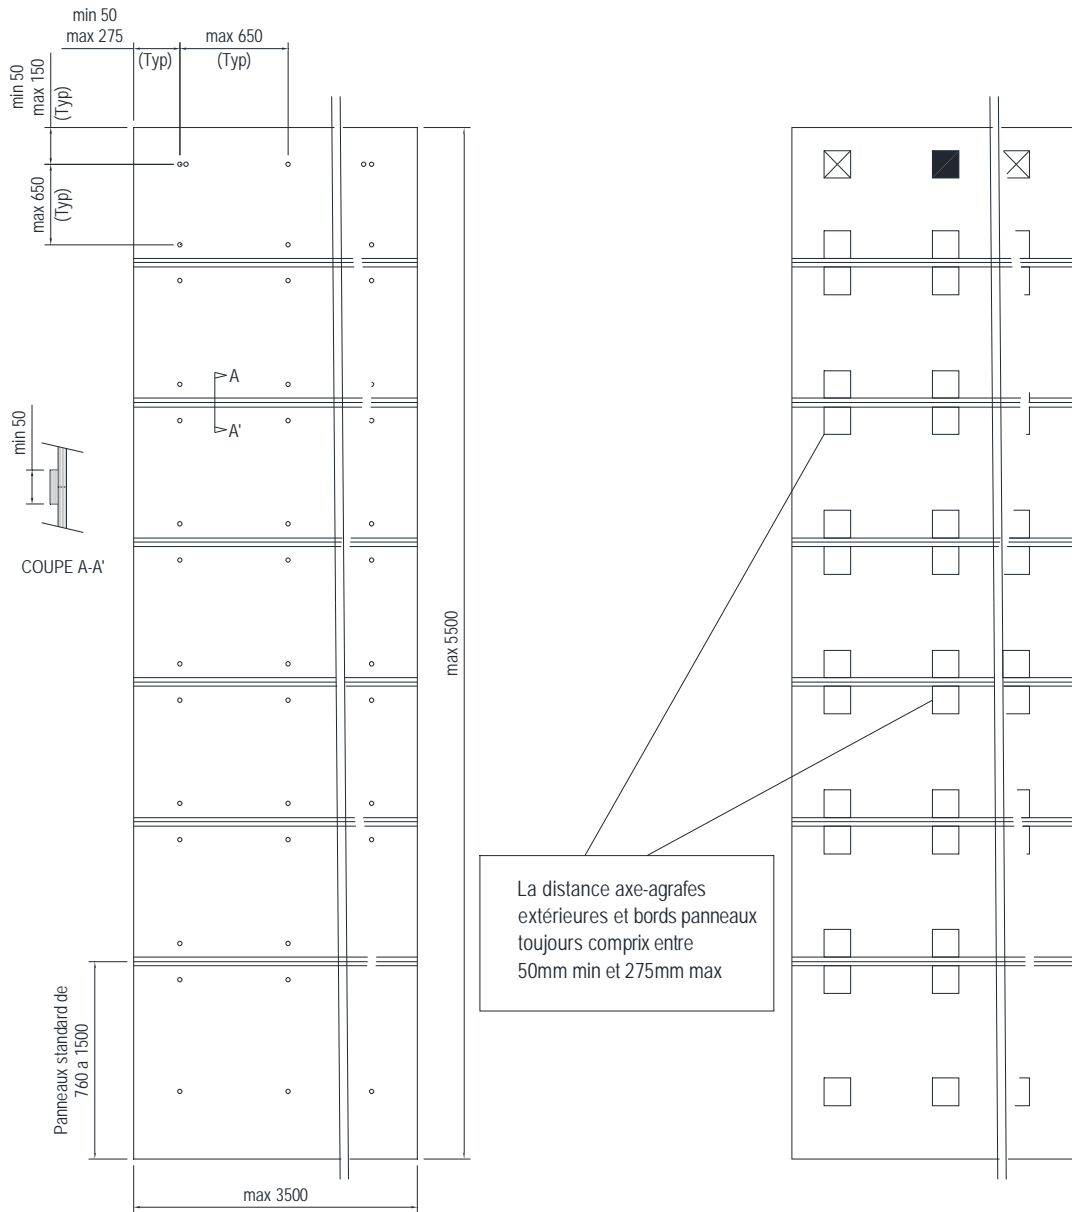 min 50
max 275
(Typ)
max 650
(Typ)
min 50
max 150
(Typ)
max 650
(Typ)
A
A'
min 50
COUPE A-A'
max 5500
La distance axe-agrafes
extérieures et bords panneaux
toujours comprix entre
50mm min et 275mm max
Panneaux standard de
760 a 1500
max 3500